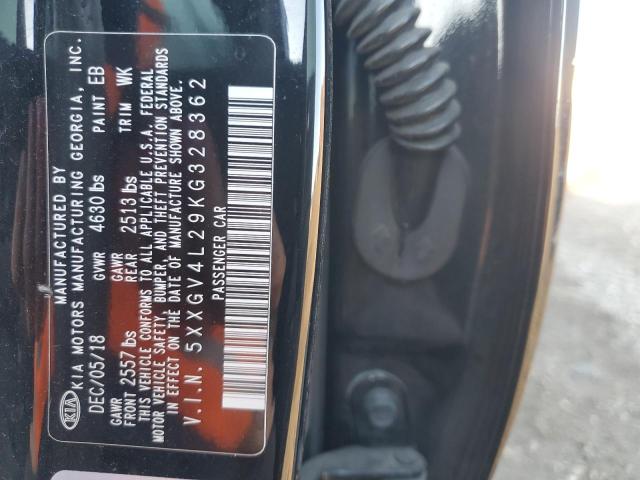 KIA
MANUFACTURED BY
KIA MOTORS MANUFACTURING GEORGIA, INC.
DEC/05/18 GVWR 4630 lbs PAINT EB
GAWR FRONT 2557 lbs GAWR REAR 2513 lbs TRIM WK
THIS VEHICLE CONFORMS TO ALL APPLICABLE U.S.A. FEDERAL
MOTOR VEHICLE SAFETY, BUMPER, AND THEFT PREVENTION STANDARDS
IN EFFECT ON THE DATE OF MANUFACTURE SHOWN ABOVE.
V.I.N. 5XXGV4L29KG328362
PASSENGER CAR